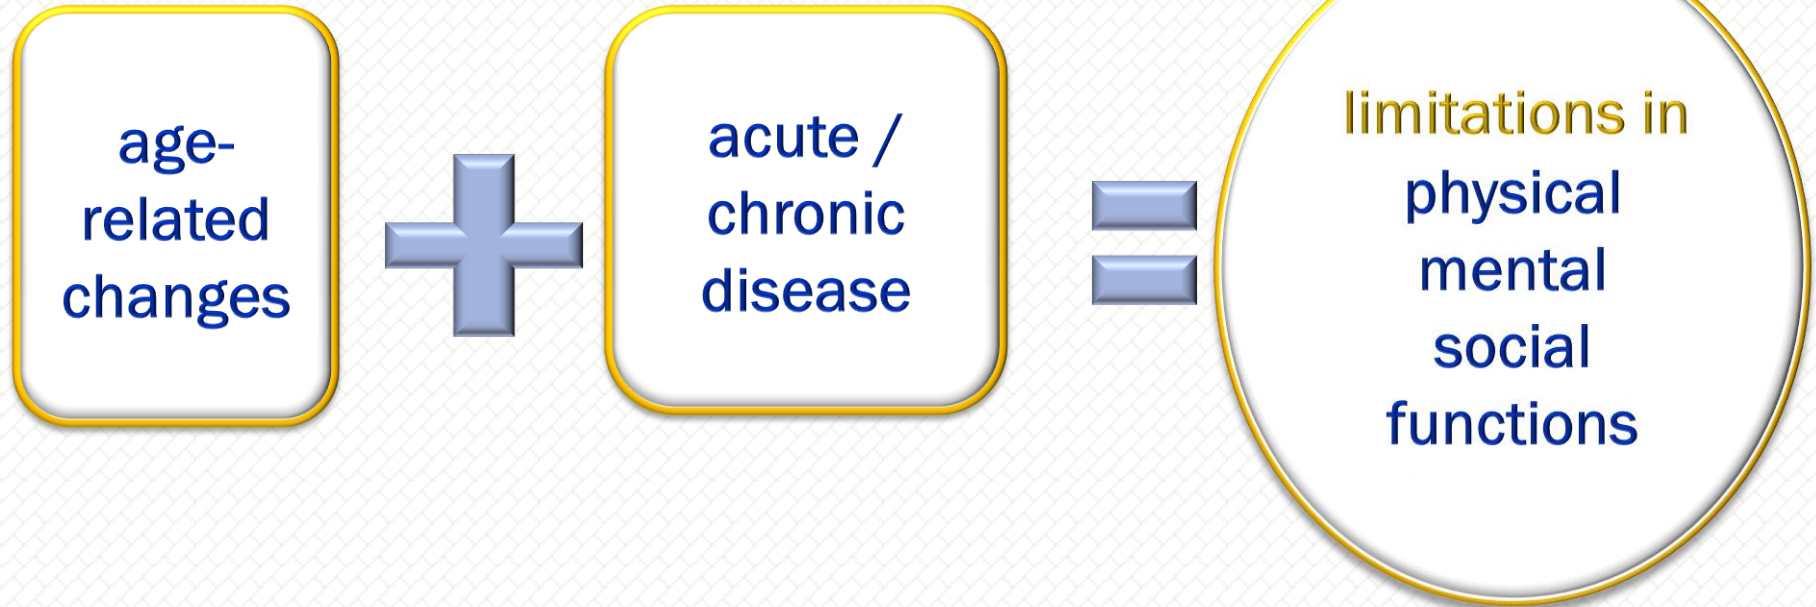 age-
related
changes
acute /
chronic
disease
limitations in
physical
mental
social
functions